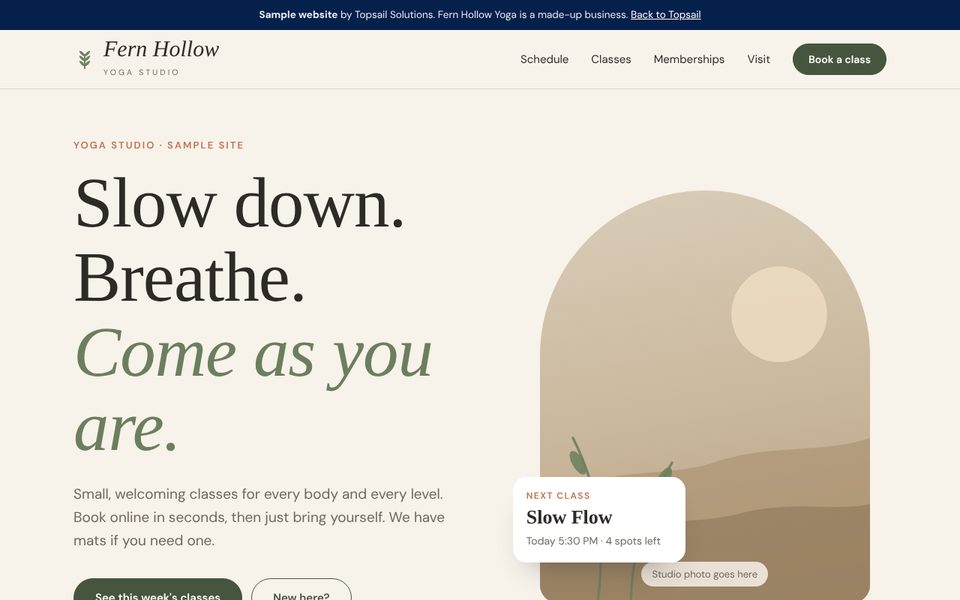 Sample website by Topsail Solutions. Fern Hollow Yoga is a made-up business. Back to Topsail
Fern Hollow
YOGA STUDIO
Schedule
Classes
Memberships
Visit
Book a class
YOGA STUDIO · SAMPLE SITE
Slow down.
Breathe.
Come as you
are.
Small, welcoming classes for every body and every level.
Book online in seconds, then just bring yourself. We have
mats if you need one.
See this week's classes
New here?
NEXT CLASS
Slow Flow
Today 5:30 PM · 4 spots left
Studio photo goes here